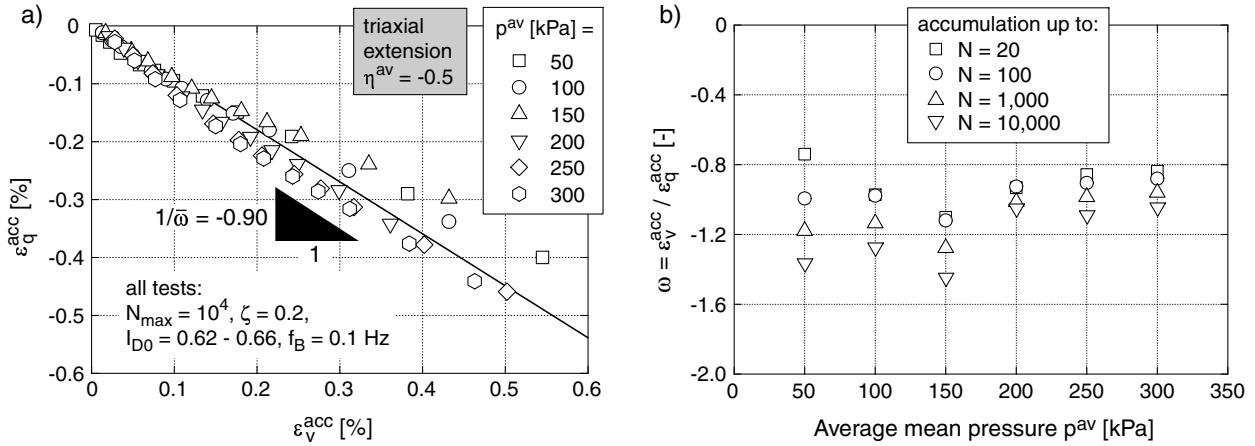 a)
triaxial
extension
η^av = -0.5
p^av [kPa] =
50
100
150
200
250
300
0
-0.1
-0.2
-0.3
-0.4
-0.5
-0.6
ε_q^acc [%]
1/ω̅ = -0.90
1
all tests:
N_max = 10^4, ζ = 0.2,
I_D0 = 0.62 - 0.66, f_B = 0.1 Hz
0 0.1 0.2 0.3 0.4 0.5 0.6
ε_v^acc [%]
b)
accumulation up to:
N = 20
N = 100
N = 1,000
N = 10,000
-0
-0.4
-0.8
-1.2
-1.6
-2.0
ω = ε_v^acc / ε_q^acc [-]
0 50 100 150 200 250 300 350
Average mean pressure p^av [kPa]